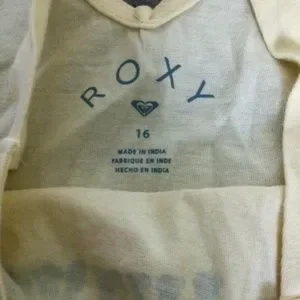 ROXY
16
MADE IN INDIA
FABRIQUE EN INDE
HECHO EN INDIA